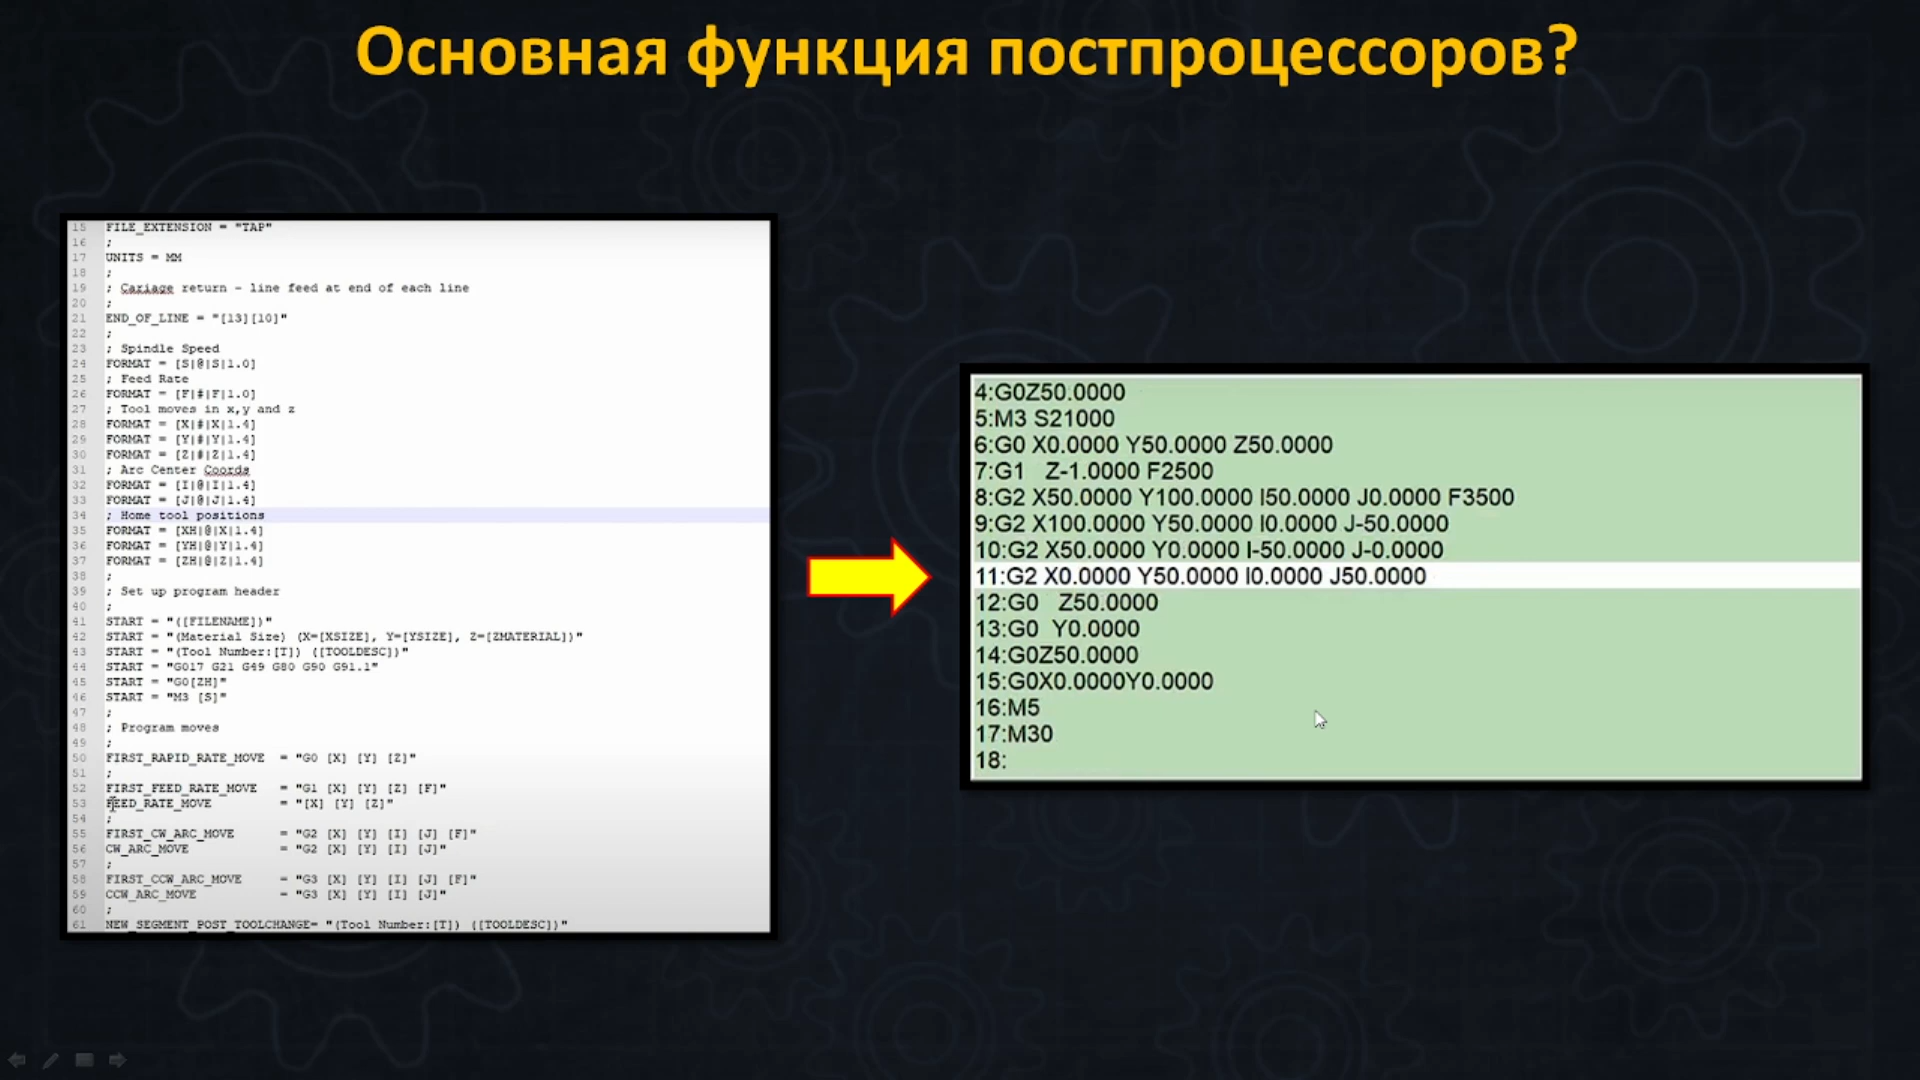 Основная функция постпроцессоров?
15 FILE_EXTENSION = "TAP"
16 ;
17 UNITS = MM
18 ;
19 ; Cariage return - line feed at end of each line
20 ;
21 END_OF_LINE = "[13][10]"
22 ;
23 ; Spindle Speed
24 FORMAT = [S|@|S|1.0]
25 ; Feed Rate
26 FORMAT = [F|#|F|1.0]
27 ; Tool moves in x,y and z
28 FORMAT = [X|#|X|1.4]
29 FORMAT = [Y|#|Y|1.4]
30 FORMAT = [Z|#|Z|1.4]
31 ; Arc Center Coords
32 FORMAT = [I|@|I|1.4]
33 FORMAT = [J|@|J|1.4]
34 ; Home tool positions
35 FORMAT = [XH|@|X|1.4]
36 FORMAT = [YH|@|Y|1.4]
37 FORMAT = [ZH|@|Z|1.4]
38 ;
39 ; Set up program header
40 ;
41 START = "([FILENAME])"
42 START = "(Material Size) (X=[XSIZE], Y=[YSIZE], Z=[ZMATERIAL])"
43 START = "(Tool Number:[T]) ([TOOLDESC])"
44 START = "G017 G21 G49 G80 G90 G91.1"
45 START = "G0[ZH]"
46 START = "M3 [S]"
47 ;
48 ; Program moves
49 ;
50 FIRST_RAPID_RATE_MOVE = "G0 [X] [Y] [Z]"
51 ;
52 FIRST_FEED_RATE_MOVE = "G1 [X] [Y] [Z] [F]"
53 FEED_RATE_MOVE = "[X] [Y] [Z]"
54 ;
55 FIRST_CW_ARC_MOVE = "G2 [X] [Y] [I] [J] [F]"
56 CW_ARC_MOVE = "G2 [X] [Y] [I] [J]"
57 ;
58 FIRST_CCW_ARC_MOVE = "G3 [X] [Y] [I] [J] [F]"
59 CCW_ARC_MOVE = "G3 [X] [Y] [I] [J]"
60 ;
61 NEW_SEGMENT_POST_TOOLCHANGE= "(Tool Number:[T]) ([TOOLDESC])"
4:G0Z50.0000
5:M3 S21000
6:G0 X0.0000 Y50.0000 Z50.0000
7:G1 Z-1.0000 F2500
8:G2 X50.0000 Y100.0000 I50.0000 J0.0000 F3500
9:G2 X100.0000 Y50.0000 I0.0000 J-50.0000
10:G2 X50.0000 Y0.0000 I-50.0000 J-0.0000
11:G2 X0.0000 Y50.0000 I0.0000 J50.0000
12:G0 Z50.0000
13:G0 Y0.0000
14:G0Z50.0000
15:G0X0.0000Y0.0000
16:M5
17:M30
18: